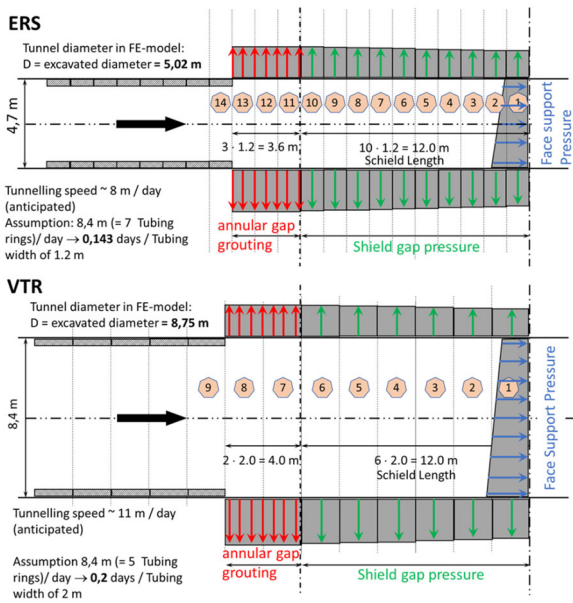 ERS
Tunnel diameter in FE-model:
D = excavated diameter = 5,02 m
4,7 m
14 13 12 11 10 9 8 7 6 5 4 3 2 1
3 · 1.2 = 3.6 m
10 · 1.2 = 12.0 m
Schield Length
Face support
Pressure
Tunnelling speed ~ 8 m / day
(anticipated)
Assumption: 8,4 m (= 7 Tubing
rings)/ day → 0,143 days / Tubing
width of 1.2 m
annular gap
grouting
Shield gap pressure
VTR
Tunnel diameter in FE-model:
D = excavated diameter = 8,75 m
8,4 m
9 8 7 6 5 4 3 2 1
2 · 2.0 = 4.0 m
6 · 2.0 = 12.0 m
Schield Length
Face Support Pressure
Tunnelling speed ~ 11 m / day
(anticipated)
Assumption 8,4 m (= 5 Tubing
rings)/ day → 0,2 days / Tubing
width of 2 m
annular gap
grouting
Shield gap pressure